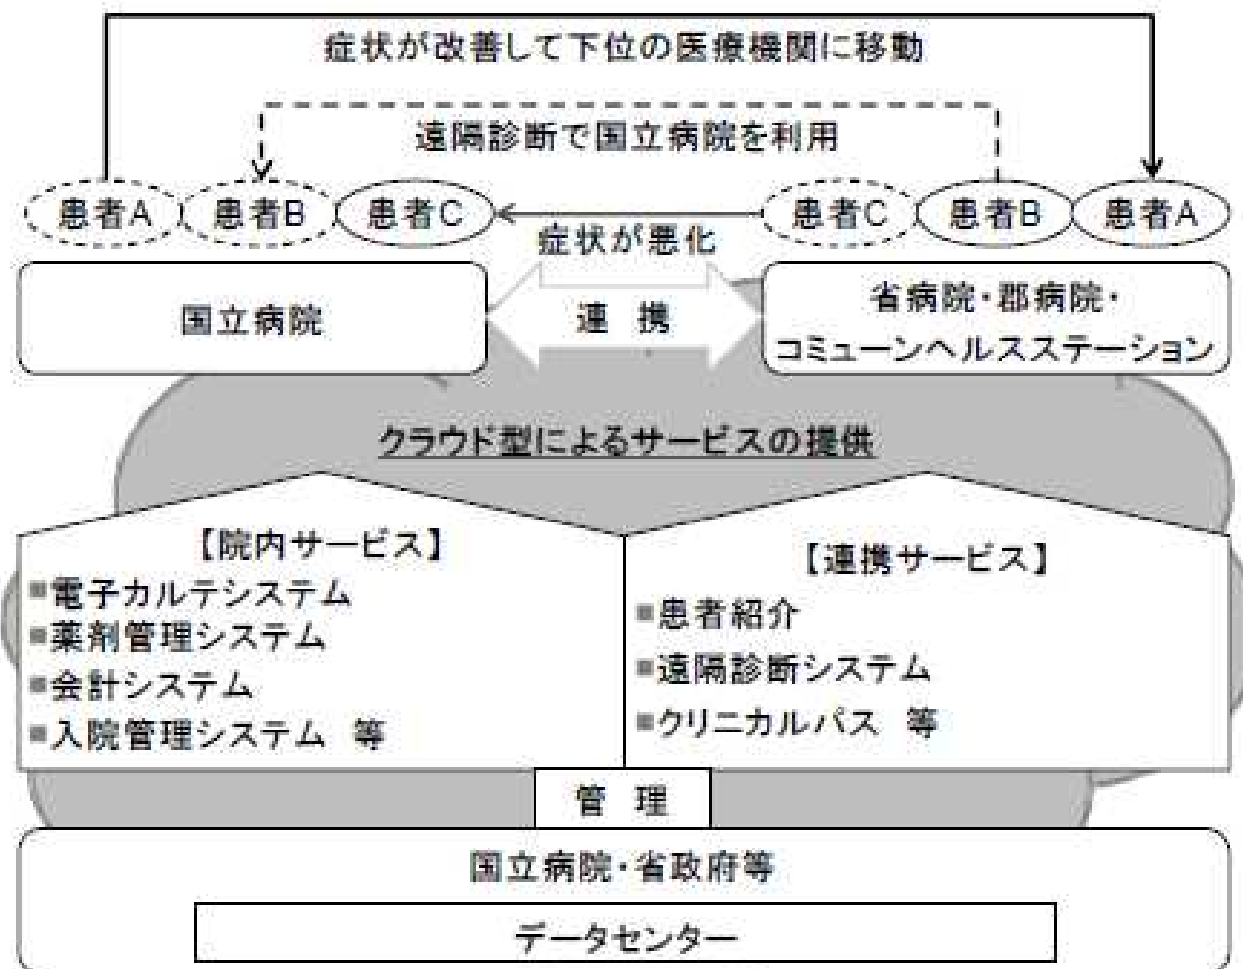 症状が改善して下位の医療機関に移動
遠隔診断で国立病院を利用
患者A
患者B
患者C
患者C
患者B
患者A
症状が悪化
国立病院
連 携
省病院・郡病院・
コミューンヘルスステーション
クラウド型によるサービスの提供
【院内サービス】
■電子カルテシステム
■薬剤管理システム
■会計システム
■入院管理システム 等
【連携サービス】
■患者紹介
■遠隔診断システム
■クリニカルパス 等
管 理
国立病院・省政府等
データセンター